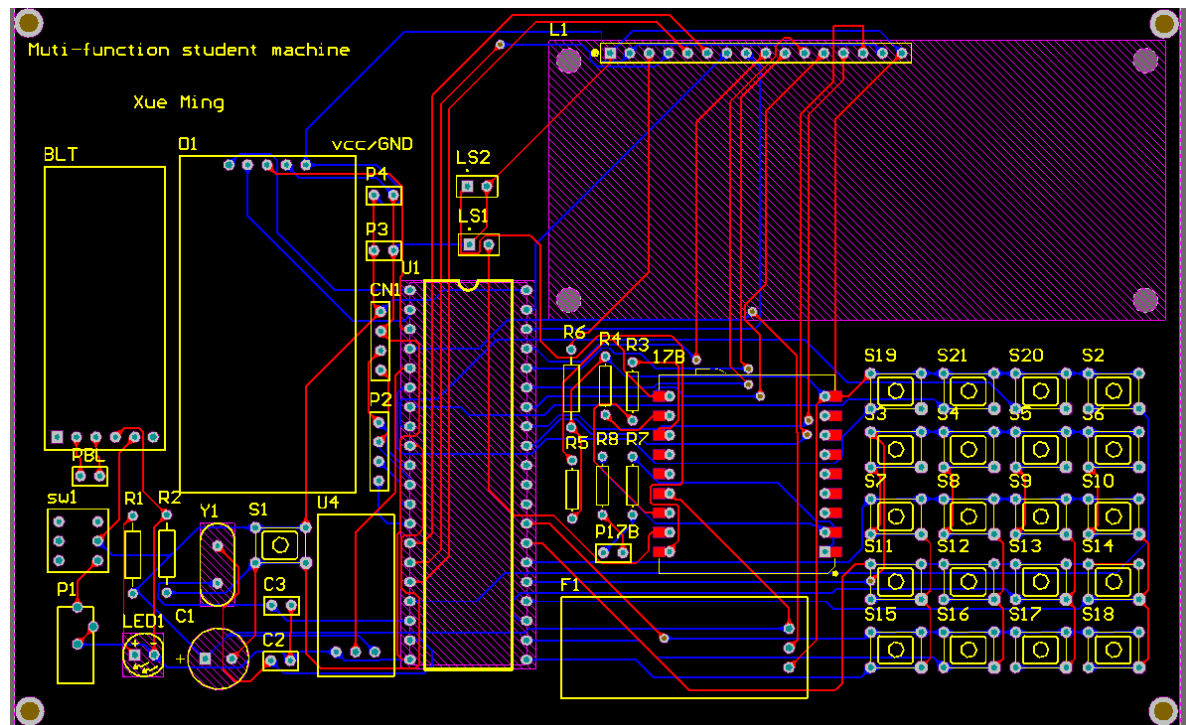 L1
Muti-function student machine
Xue Ming
BLT
O1
vcc/GND
LS2
P4
LS1
P3
U1
CN1
R6
R4
R3
17B
S19
S21
S20
S2
P2
S3
S4
S5
S6
R5
R8
R7
PBL
sw1
R1
R2
Y1
S1
U4
S7
S8
S9
S10
P17B
S11
S12
S13
S14
P1
C3
F1
LED1
C1
C2
S15
S16
S17
S18